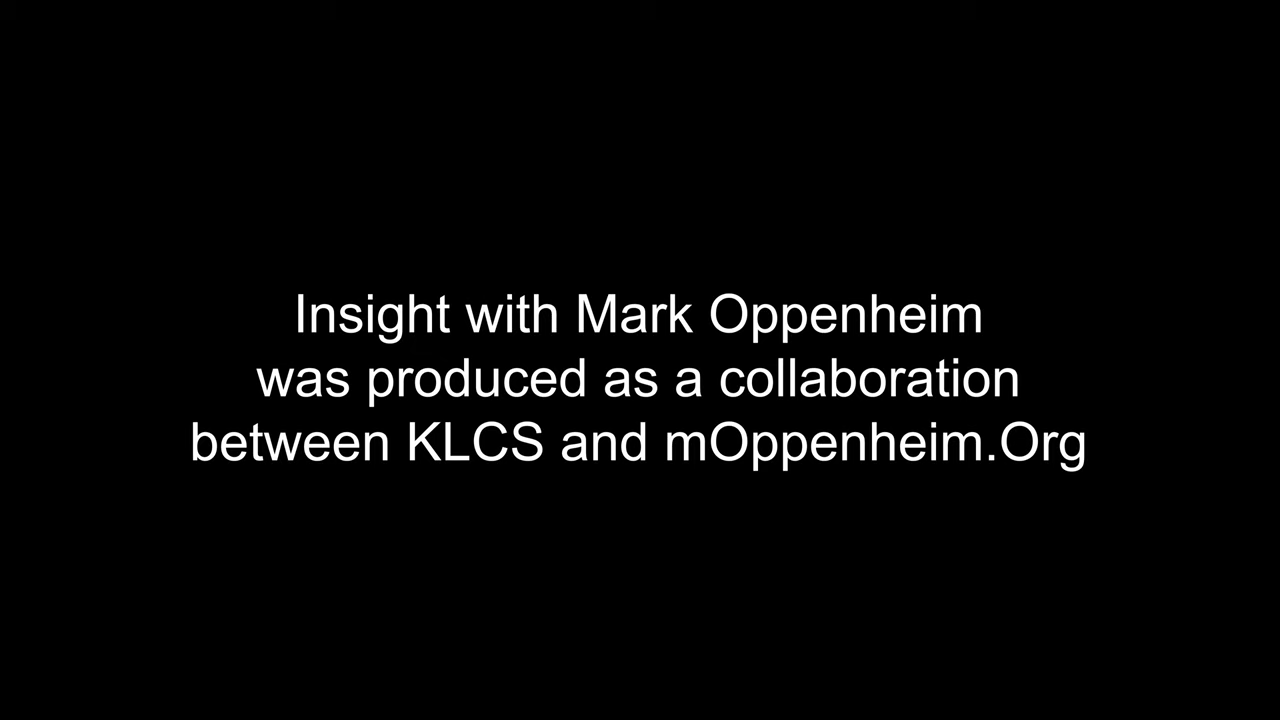 Insight with Mark Oppenheim
was produced as a collaboration
between KLCS and mOppenheim.Org